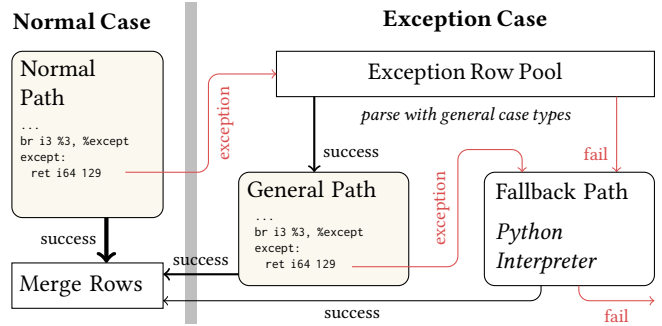 Normal Case
Exception Case
Normal
Path
...
br i3 %3, %except
except:
ret i64 129
exception
Exception Row Pool
parse with general case types
success
fail
General Path
...
br i3 %3, %except
except:
ret i64 129
exception
Fallback Path
Python
Interpreter
success
success
Merge Rows
success
fail